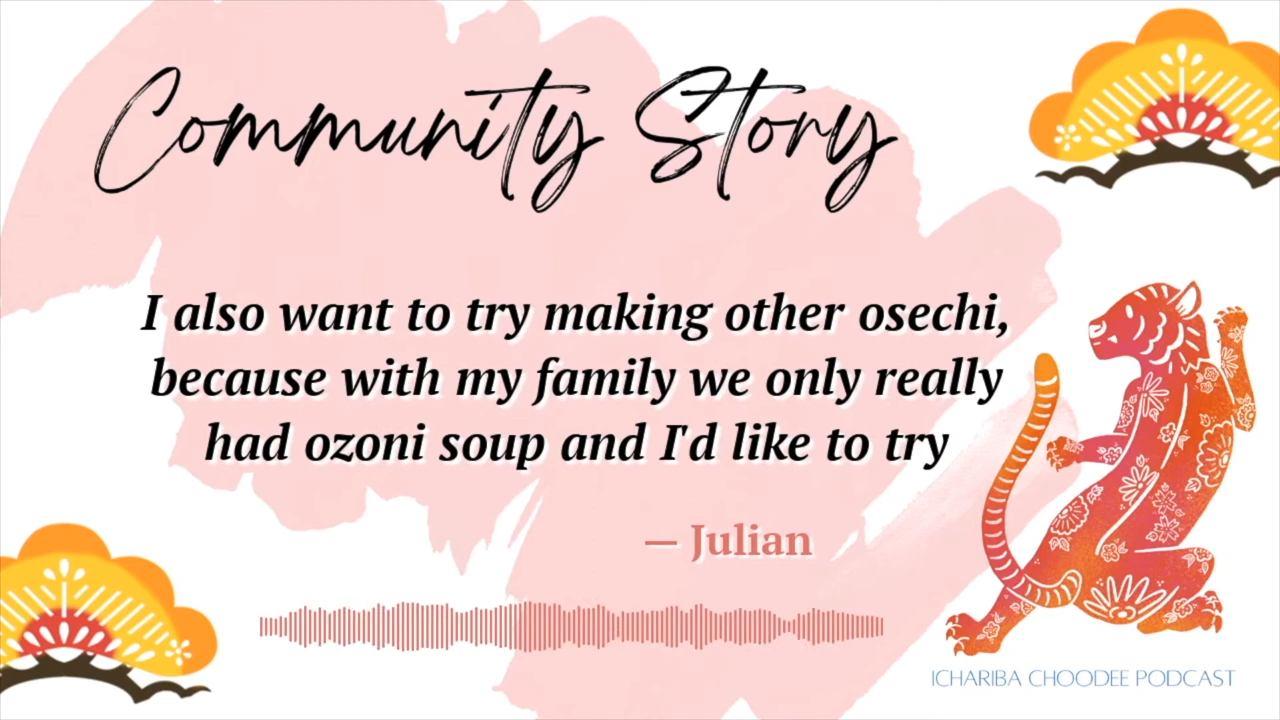 Community Story
I also want to try making other osechi,
because with my family we only really
had ozoni soup and I'd like to try
— Julian
ICHARIBA CHOODEE PODCAST